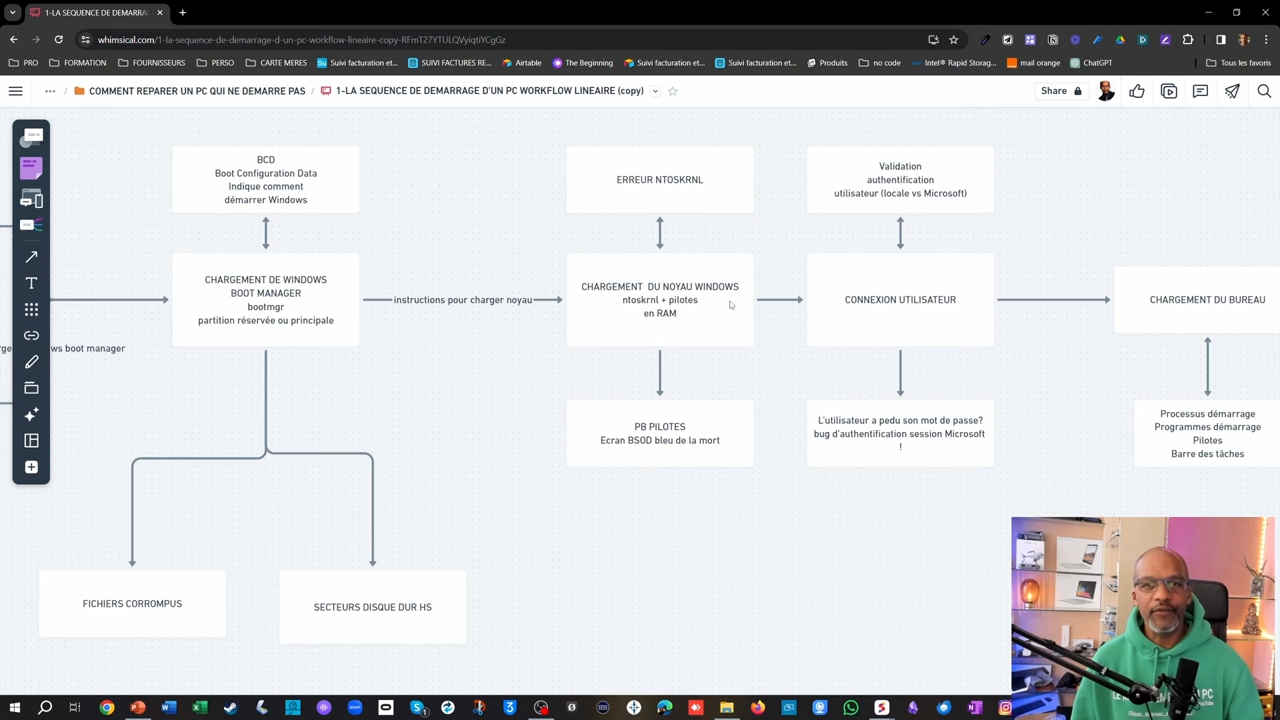 1-LA SEQUENCE DE DEMARRA
whimsical.com/1-la-sequence-de-demarrage-d-un-pc-workflow-lineaire-copy-RFmT27YTULQVyiqtiYCgGz
PRO
FORMATION
FOURNISSEURS
PERSO
CARTE MERES
Suivi facturation et...
SUIVI FACTURES RE...
Airtable
The Beginning
Suivi facturation et...
Suivi facturation et...
Produits
no code
Intel® Rapid Storag...
mail orange
ChatGPT
Tous les favoris
... / COMMENT REPARER UN PC QUI NE DEMARRE PAS / 1-LA SEQUENCE DE DEMARRAGE D'UN PC WORKFLOW LINEAIRE (copy)
Share
BCD
Boot Configuration Data
Indique comment
démarrer Windows
ERREUR NTOSKRNL
Validation
authentification
utilisateur (locale vs Microsoft)
CHARGEMENT DE WINDOWS
BOOT MANAGER
bootmgr
partition réservée ou principale
instructions pour charger noyau
CHARGEMENT DU NOYAU WINDOWS
ntoskrnl + pilotes
en RAM
CONNEXION UTILISATEUR
CHARGEMENT DU BUREAU
ws boot manager
PB PILOTES
Ecran BSOD bleu de la mort
L'utilisateur a pedu son mot de passe?
bug d'authentification session Microsoft
!
Processus démarrage
Programmes démarrage
Pilotes
Barre des tâches
FICHIERS CORROMPUS
SECTEURS DISQUE DUR HS